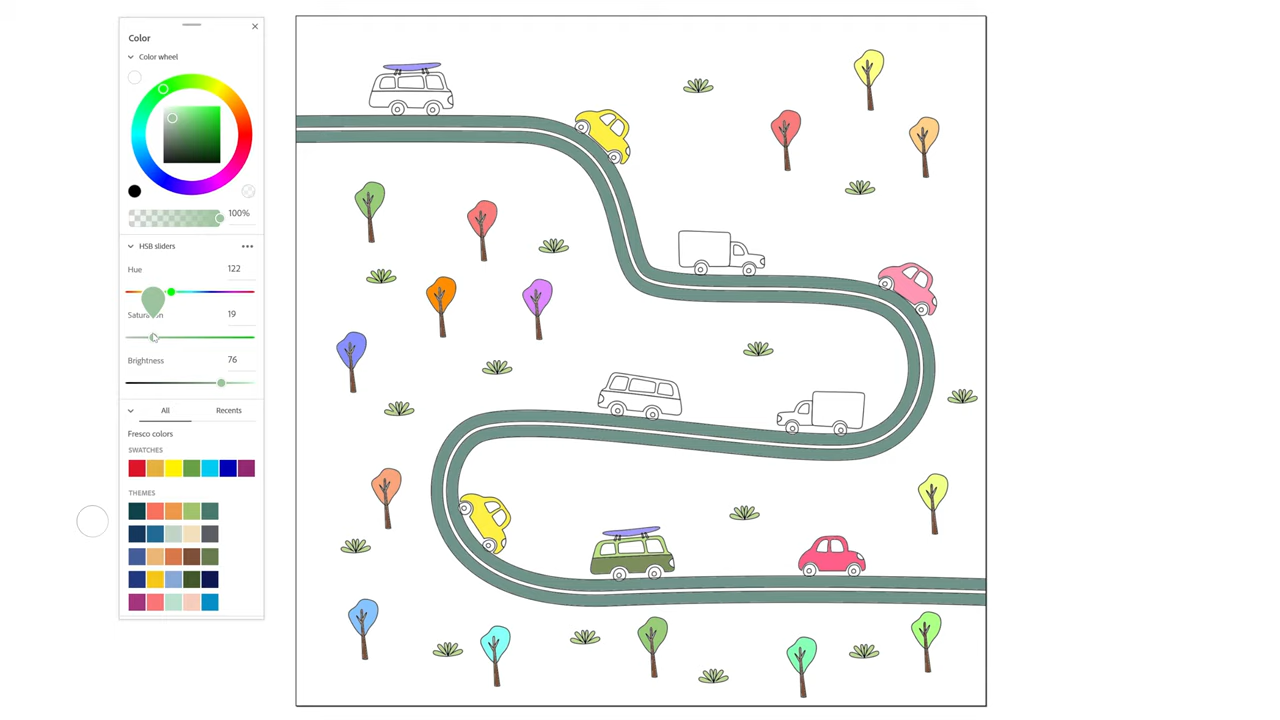 Color
Color wheel
100%
HSB sliders
Hue 122
19
Brightness 76
All Recents
Fresco colors
SWATCHES
THEMES